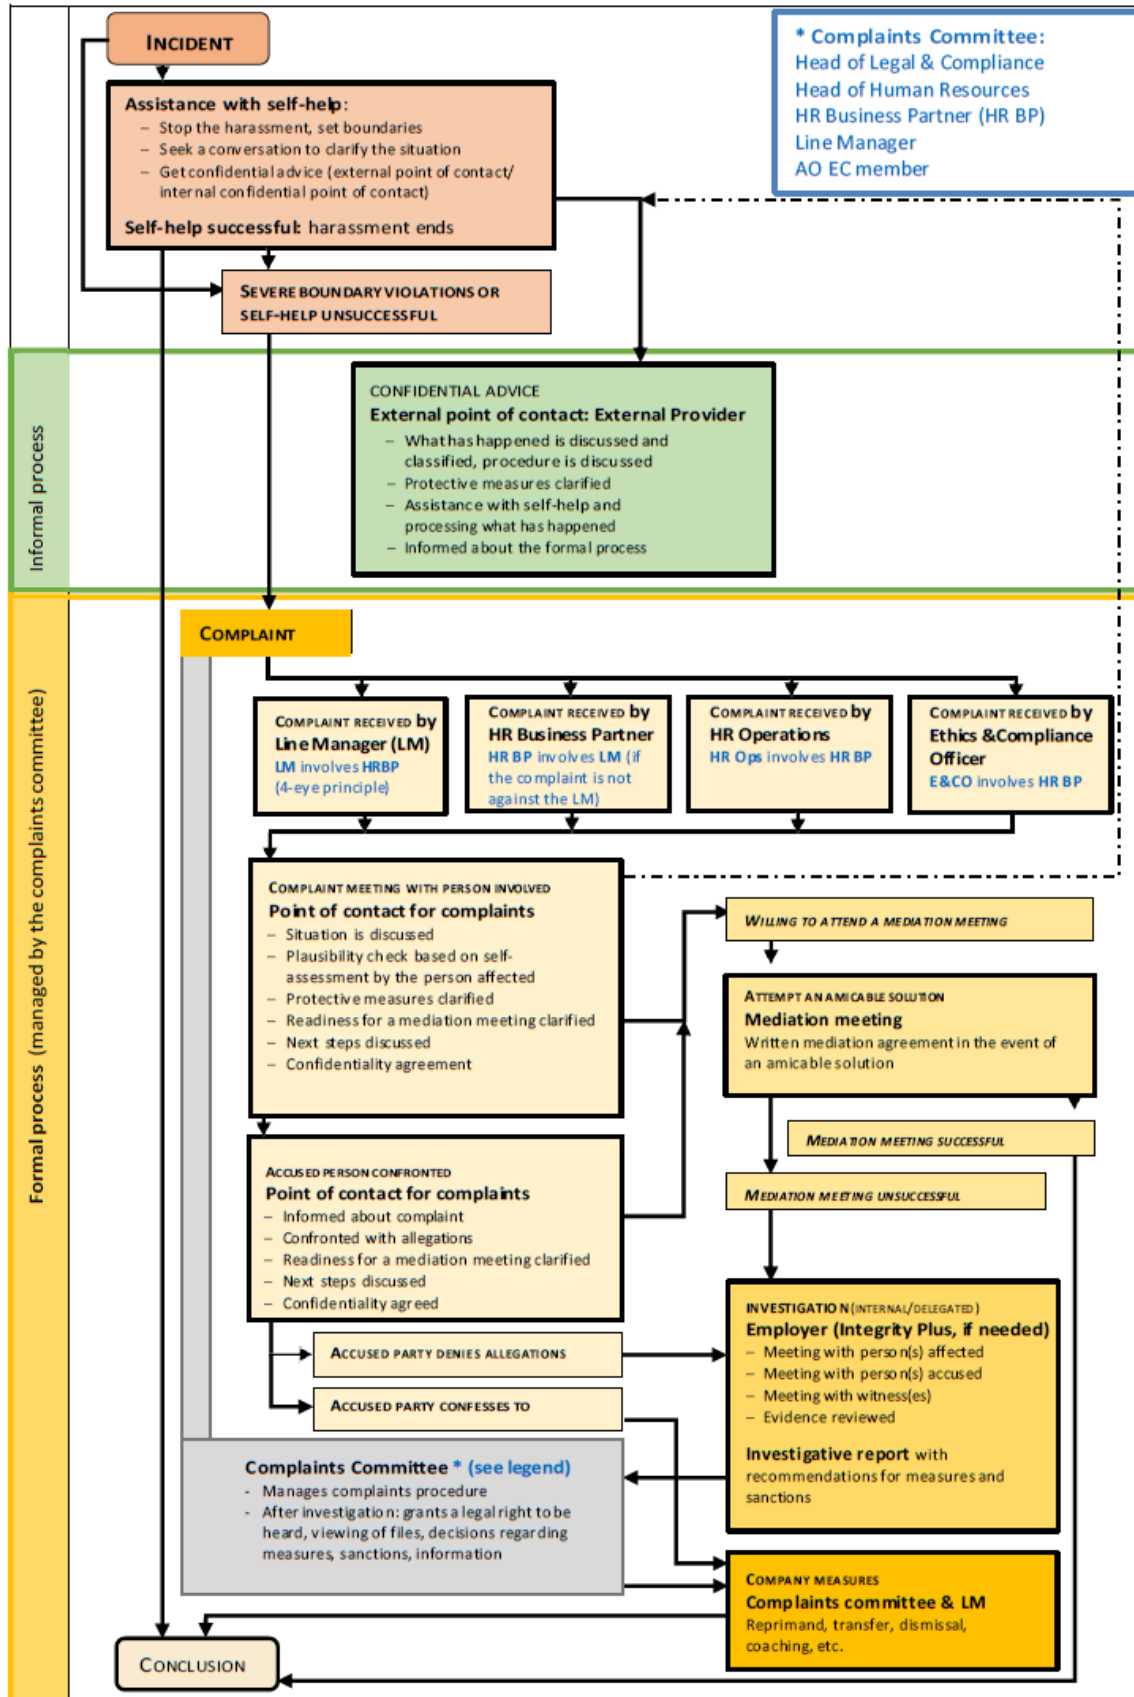 INCIDENT
* Complaints Committee:
Head of Legal & Compliance
Head of Human Resources
HR Business Partner (HR BP)
Line Manager
AO EC member
Assistance with self-help:
– Stop the harassment, set boundaries
– Seek a conversation to clarify the situation
– Get confidential advice (external point of contact/
internal confidential point of contact)
Self-help successful: harassment ends
SEVERE BOUNDARY VIOLATIONS OR
SELF-HELP UNSUCCESSFUL
Informal process
CONFIDENTIAL ADVICE
External point of contact: External Provider
– What has happened is discussed and
classified, procedure is discussed
– Protective measures clarified
– Assistance with self-help and
processing what has happened
– Informed about the formal process
Formal process (managed by the complaints committee)
COMPLAINT
COMPLAINT RECEIVED by
Line Manager (LM)
LM involves HRBP
(4-eye principle)
COMPLAINT RECEIVED by
HR Business Partner
HR BP involves LM (if
the complaint is not
against the LM)
COMPLAINT RECEIVED by
HR Operations
HR Ops involves HR BP
COMPLAINT RECEIVED by
Ethics &Compliance
Officer
E&CO involves HR BP
COMPLAINT MEETING WITH PERSON INVOLVED
Point of contact for complaints
– Situation is discussed
– Plausibility check based on self-
assessment by the person affected
– Protective measures clarified
– Readiness for a mediation meeting clarified
– Next steps discussed
– Confidentiality agreement
WILLING TO ATTEND A MEDIATION MEETING
ATTEMPT AN AMICABLE SOLUTION
Mediation meeting
Written mediation agreement in the event of
an amicable solution
MEDIATION MEETING SUCCESSFUL
MEDIATION MEETING UNSUCCESSFUL
ACCUSED PERSON CONFRONTED
Point of contact for complaints
– Informed about complaint
– Confronted with allegations
– Readiness for a mediation meeting clarified
– Next steps discussed
– Confidentiality agreed
ACCUSED PARTY DENIES ALLEGATIONS
ACCUSED PARTY CONFESSES TO
INVESTIGATION (INTERNAL/DELEGATED)
Employer (Integrity Plus, if needed)
– Meeting with person(s) affected
– Meeting with person(s) accused
– Meeting with witness(es)
– Evidence reviewed
Investigative report with
recommendations for measures and
sanctions
Complaints Committee * (see legend)
- Manages complaints procedure
- After investigation: grants a legal right to be
heard, viewing of files, decisions regarding
measures, sanctions, information
COMPANY MEASURES
Complaints committee & LM
Reprimand, transfer, dismissal,
coaching, etc.
CONCLUSION